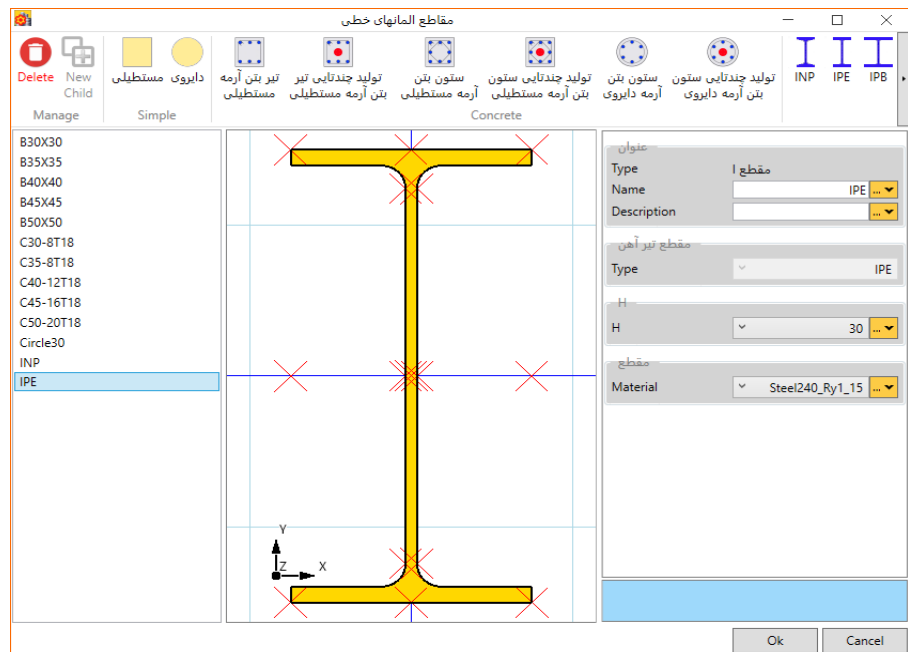 مقاطع المانهای خطی
Delete
New
Child
Manage
مستطیلی
دایروی
Simple
تیر بتن آرمه
مستطیلی
تولید چندتایی تیر
بتن آرمه مستطیلی
ستون بتن
آرمه مستطیلی
تولید چندتایی ستون
بتن آرمه مستطیلی
ستون بتن
آرمه دایروی
تولید چندتایی ستون
بتن آرمه دایروی
Concrete
INP
IPE
IPB
B30X30
B35X35
B40X40
B45X45
B50X50
C30-8T18
C35-8T18
C40-12T18
C45-16T18
C50-20T18
Circle30
INP
IPE
Y
Z
X
عنوان
Type مقطع I
Name IPE ...
Description ...
مقطع تیر آهن
Type IPE
H
H 30 ...
مقطع
Material Steel240_Ry1_15 ...
Ok
Cancel